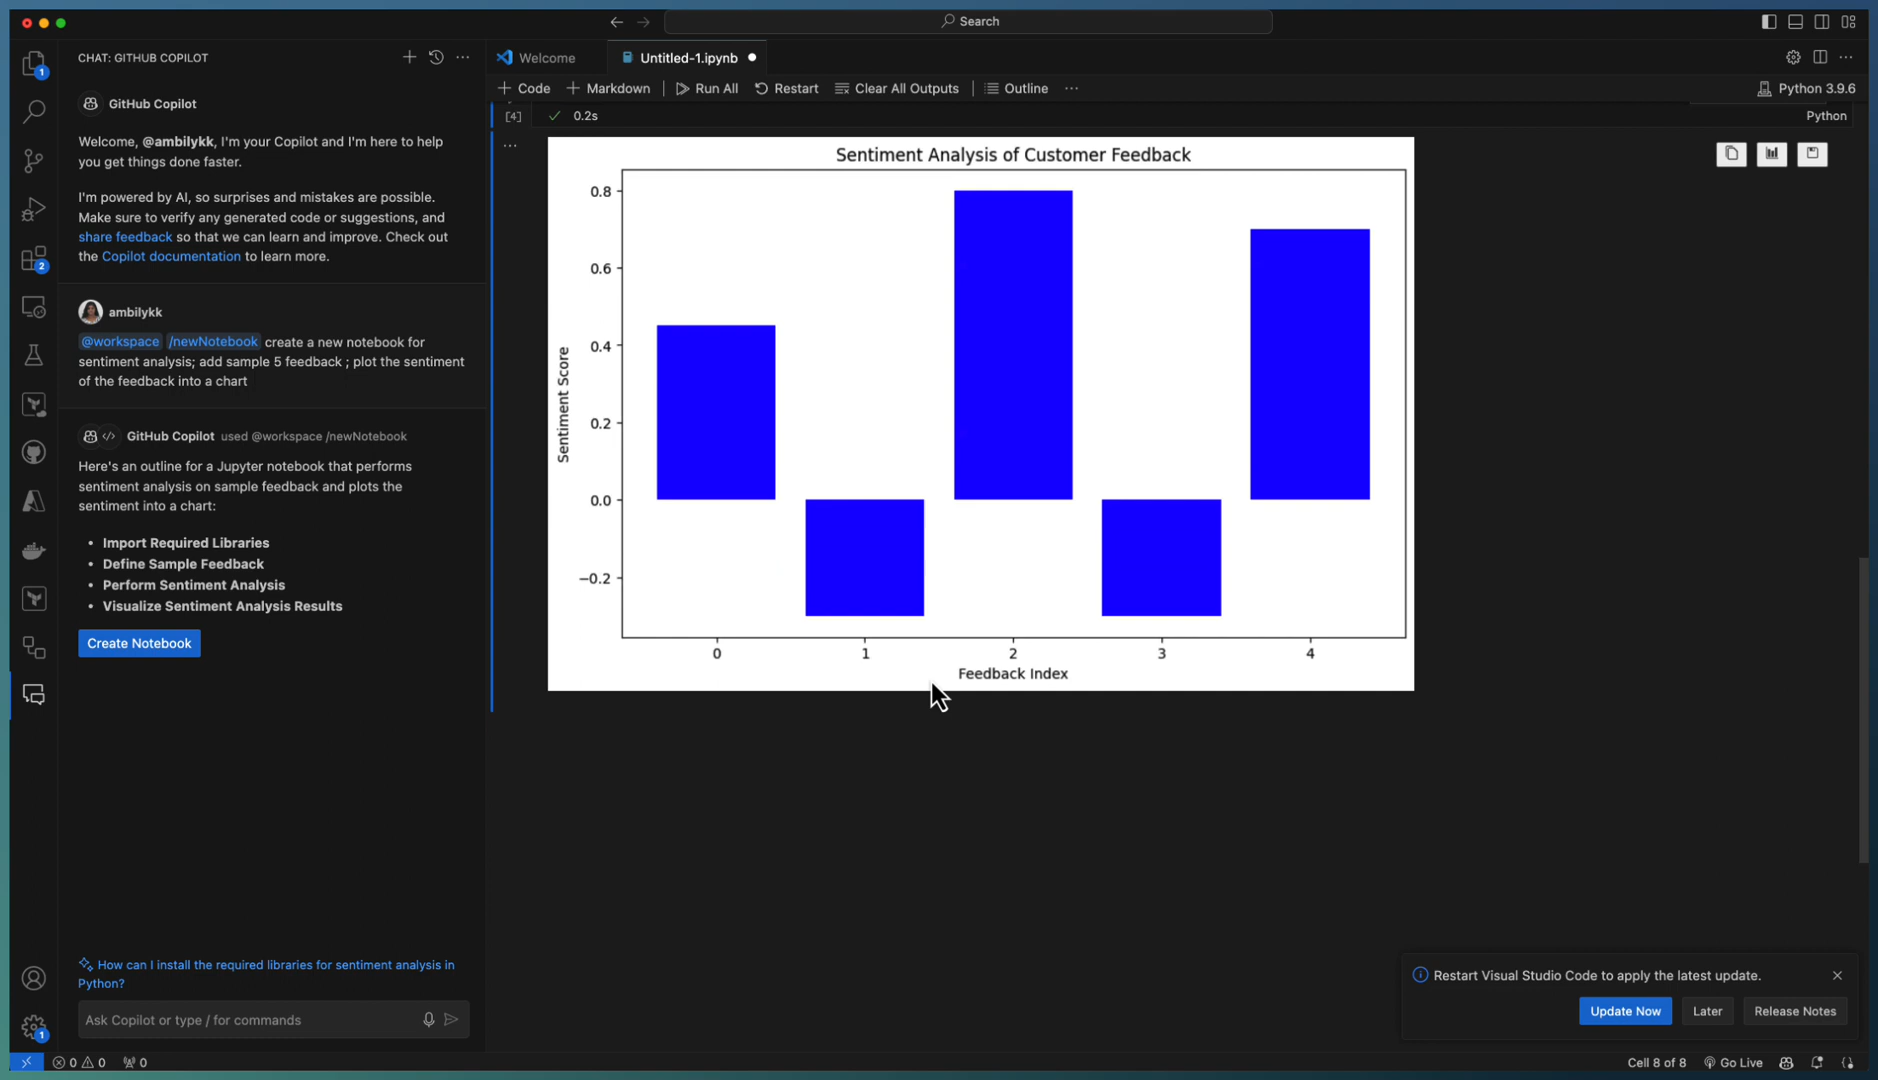 Search
CHAT: GITHUB COPILOT
Welcome
Untitled-1.ipynb
Code
Markdown
Run All
Restart
Clear All Outputs
Outline
Python 3.9.6
[4]
0.2s
Python
GitHub Copilot
Welcome, @ambilykk, I'm your Copilot and I'm here to help
you get things done faster.
I'm powered by AI, so surprises and mistakes are possible.
Make sure to verify any generated code or suggestions, and
share feedback so that we can learn and improve. Check out
the Copilot documentation to learn more.
ambilykk
@workspace /newNotebook create a new notebook for
sentiment analysis; add sample 5 feedback ; plot the sentiment
of the feedback into a chart
GitHub Copilot used @workspace /newNotebook
Here's an outline for a Jupyter notebook that performs
sentiment analysis on sample feedback and plots the
sentiment into a chart:
• Import Required Libraries
• Define Sample Feedback
• Perform Sentiment Analysis
• Visualize Sentiment Analysis Results
Create Notebook
How can I install the required libraries for sentiment analysis in
Python?
Ask Copilot or type / for commands
Sentiment Analysis of Customer Feedback
Sentiment Score
0.8
0.6
0.4
0.2
0.0
−0.2
0 1 2 3 4
Feedback Index
Restart Visual Studio Code to apply the latest update.
Update Now
Later
Release Notes
1
2
1
0 0
0
Cell 8 of 8
Go Live